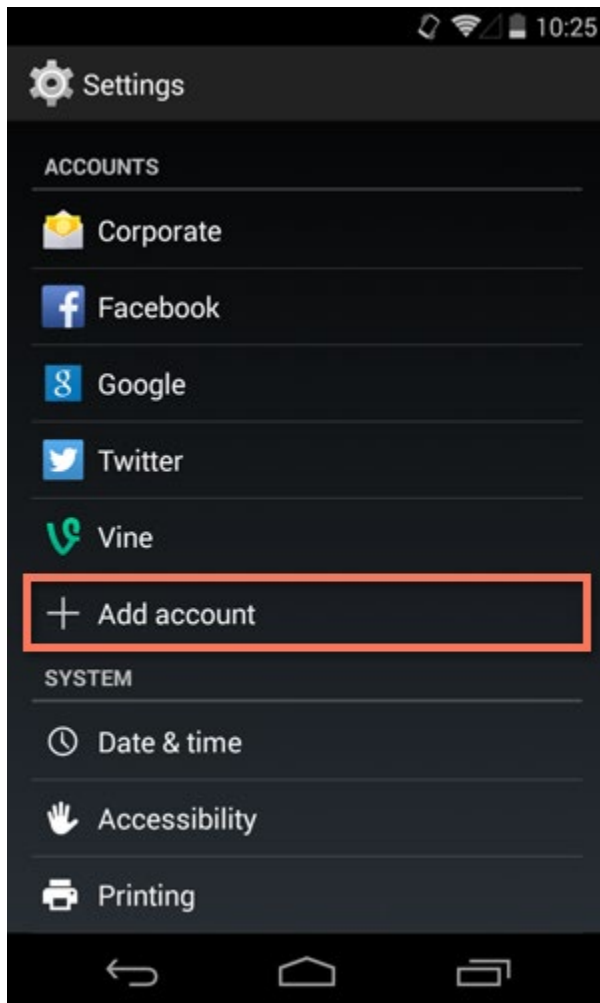 10:25
Settings
ACCOUNTS
Corporate
Facebook
Google
Twitter
Vine
Add account
SYSTEM
Date & time
Accessibility
Printing